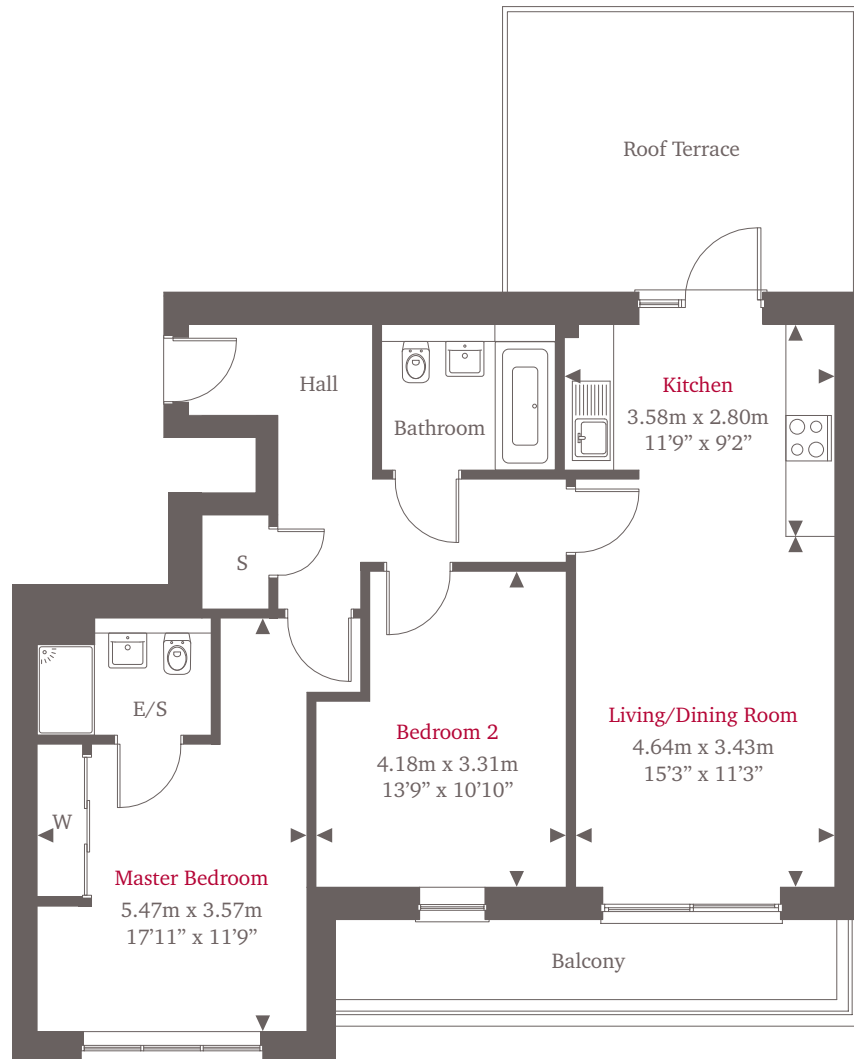 Roof Terrace
Hall
Kitchen
3.58m x 2.80m
11’9” x 9’2”
Bathroom
S
E/S
Bedroom 2
4.18m x 3.31m
13’9” x 10’10”
Living/Dining Room
4.64m x 3.43m
15’3” x 11’3”
W
Master Bedroom
5.47m x 3.57m
17’11” x 11’9”
Balcony